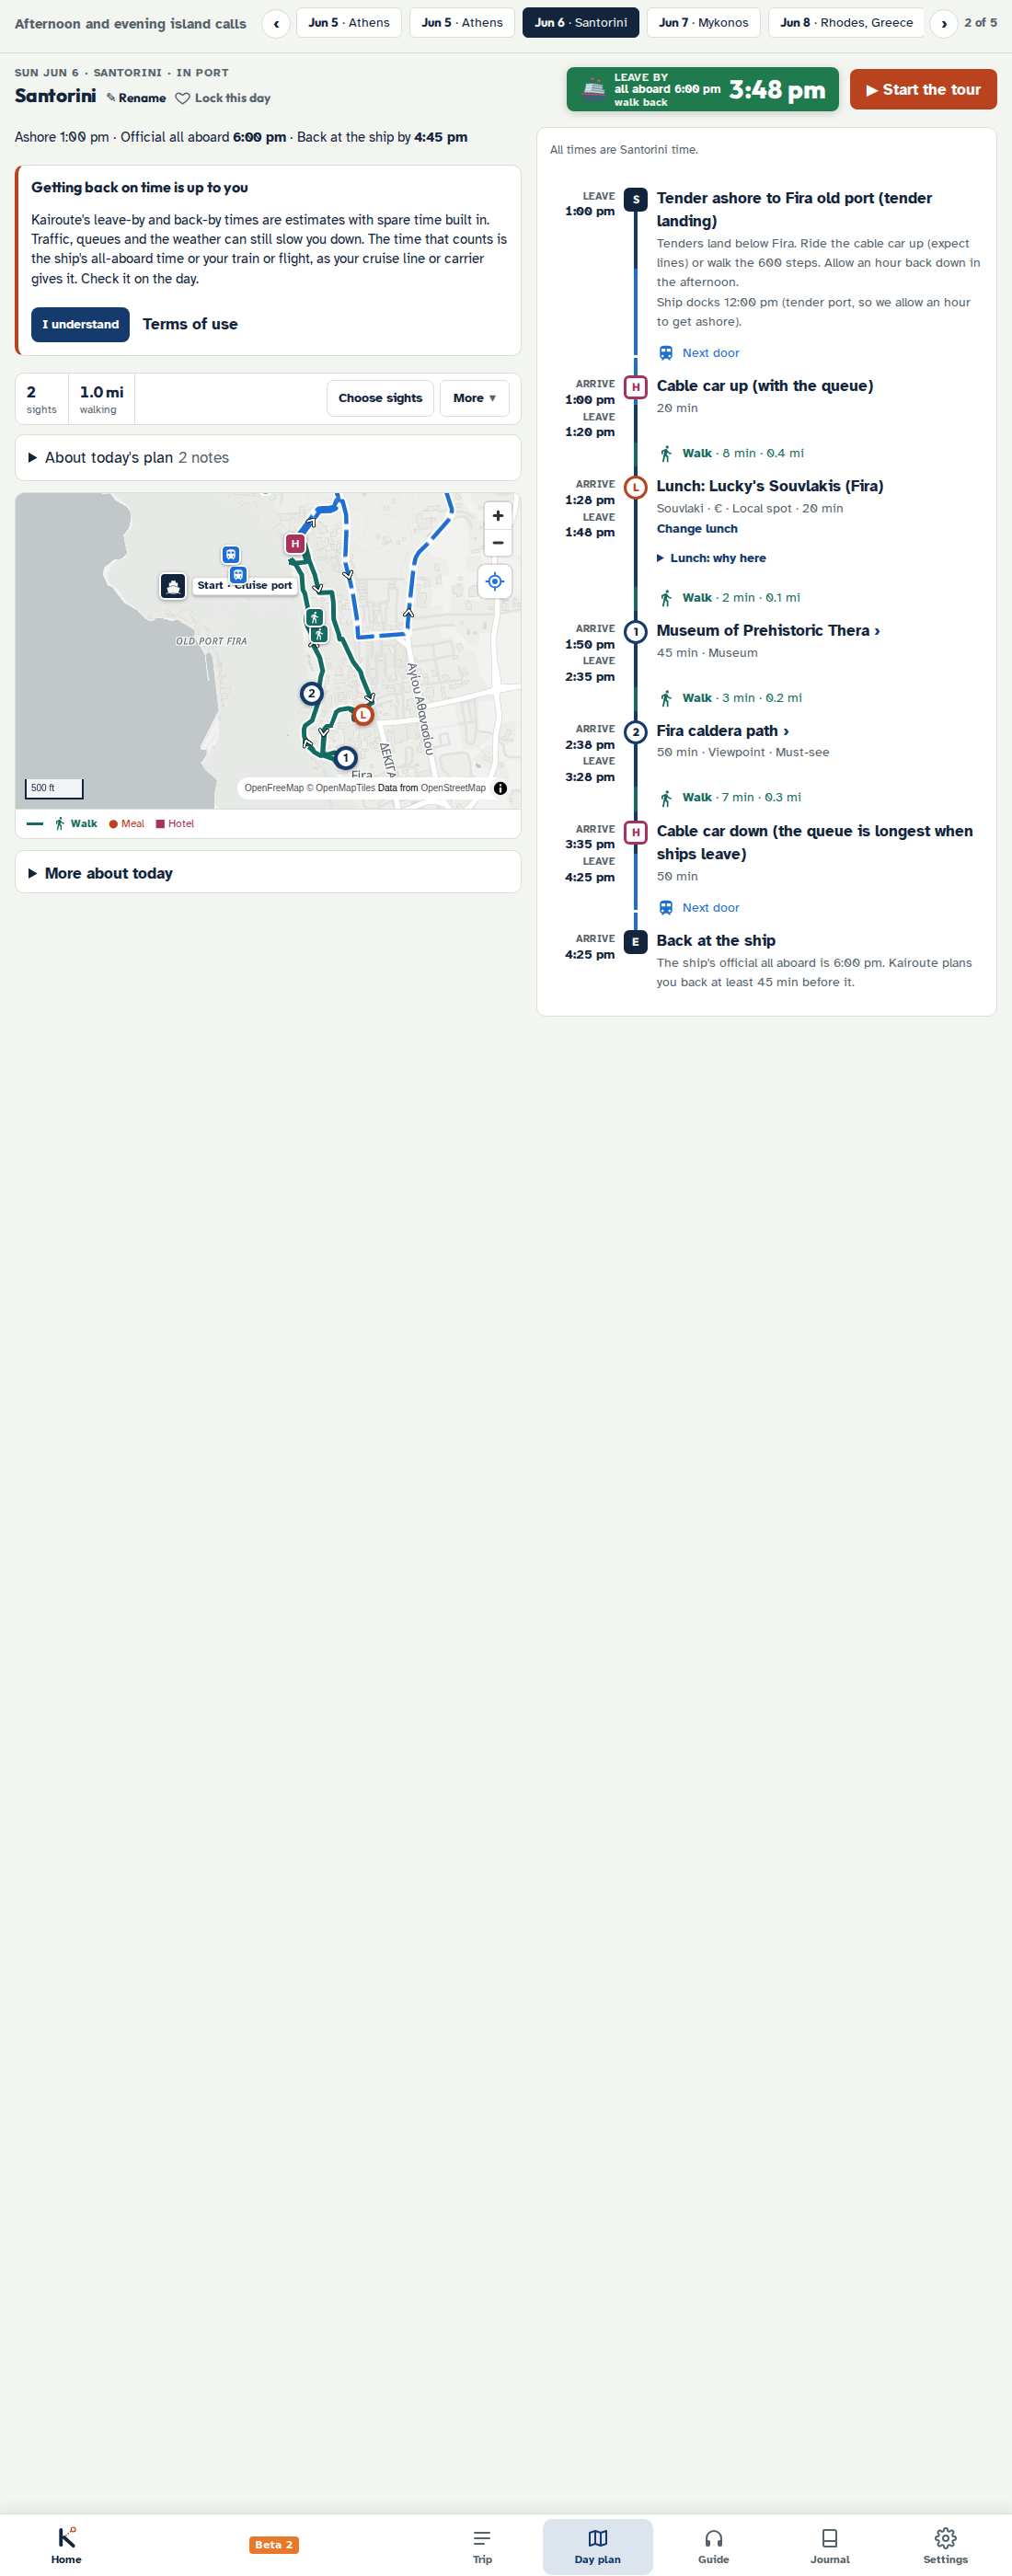 Afternoon and evening island calls
‹
Jun 5 · Athens
Jun 5 · Athens
Jun 6 · Santorini
Jun 7 · Mykonos
Jun 8 · Rhodes, Greece
›
2 of 5
SUN JUN 6 · SANTORINI · IN PORT
Santorini ✎ Rename Lock this day
LEAVE BY
all aboard 6:00 pm
walk back
3:48 pm
▶ Start the tour
Ashore 1:00 pm · Official all aboard 6:00 pm · Back at the ship by 4:45 pm
Getting back on time is up to you
Kairoute's leave-by and back-by times are estimates with spare time built in.
Traffic, queues and the weather can still slow you down. The time that counts is
the ship's all-aboard time or your train or flight, as your cruise line or carrier
gives it. Check it on the day.
I understand
Terms of use
2
sights
1.0 mi
walking
Choose sights
More ▼
▶ About today's plan 2 notes
H
Start · Cruise port
OLD PORT FIRA
2
L
1
Αγίου Αθανασίου
ΔΕΚΙΓΑ
Fira
+
−
500 ft
OpenFreeMap © OpenMapTiles Data from OpenStreetMap
Walk
Meal
Hotel
▶ More about today
All times are Santorini time.
LEAVE
1:00 pm
S
Tender ashore to Fira old port (tender
landing)
Tenders land below Fira. Ride the cable car up (expect
lines) or walk the 600 steps. Allow an hour back down in
the afternoon.
Ship docks 12:00 pm (tender port, so we allow an hour
to get ashore).
Next door
ARRIVE
1:00 pm
LEAVE
1:20 pm
H
Cable car up (with the queue)
20 min
Walk · 8 min · 0.4 mi
ARRIVE
1:28 pm
LEAVE
1:48 pm
L
Lunch: Lucky's Souvlakis (Fira)
Souvlaki · € · Local spot · 20 min
Change lunch
▶ Lunch: why here
Walk · 2 min · 0.1 mi
ARRIVE
1:50 pm
LEAVE
2:35 pm
1
Museum of Prehistoric Thera ›
45 min · Museum
Walk · 3 min · 0.2 mi
ARRIVE
2:38 pm
LEAVE
3:28 pm
2
Fira caldera path ›
50 min · Viewpoint · Must-see
Walk · 7 min · 0.3 mi
ARRIVE
3:35 pm
LEAVE
4:25 pm
H
Cable car down (the queue is longest when
ships leave)
50 min
Next door
ARRIVE
4:25 pm
E
Back at the ship
The ship's official all aboard is 6:00 pm. Kairoute plans
you back at least 45 min before it.
Home
Beta 2
Trip
Day plan
Guide
Journal
Settings